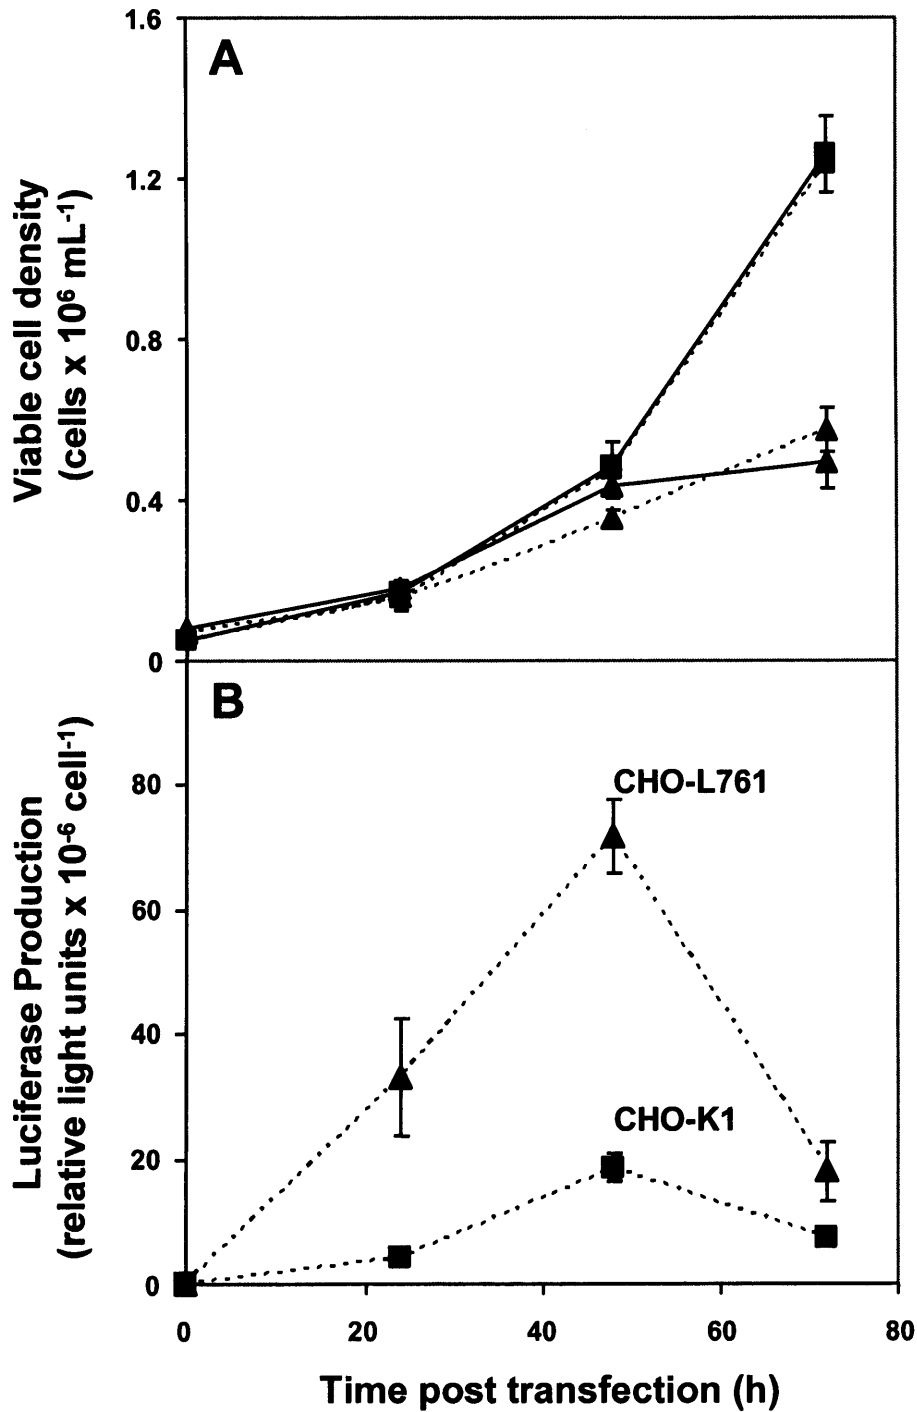 A
1.6
1.2
0.8
0.4
0
Viable cell density
(cells x 10⁶ mL⁻¹)
B
80
60
40
20
0
Luciferase Production
(relative light units x 10⁻⁶ cell⁻¹)
CHO-L761
CHO-K1
0 20 40 60 80
Time post transfection (h)